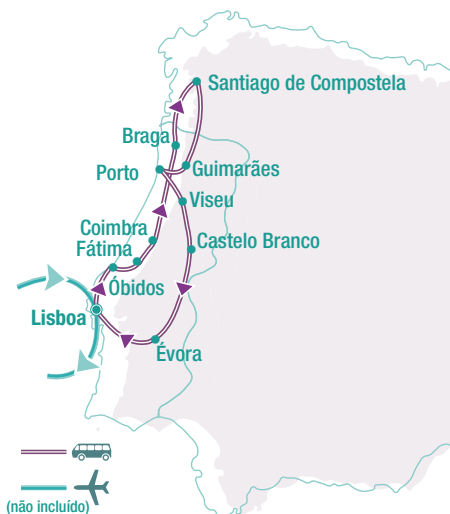 Santiago de Compostela
Braga
Guimarães
Porto
Viseu
Coimbra
Castelo Branco
Fátima
Óbidos
Lisboa
Évora
(não incluído)